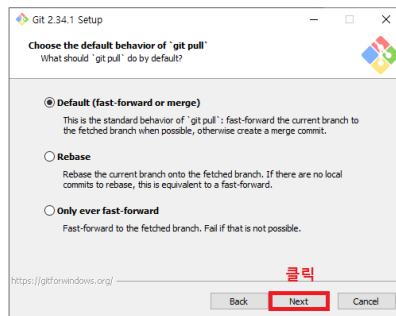 Git 2.34.1 Setup
Choose the default behavior of `git pull`
What should `git pull` do by default?
Default (fast-forward or merge)
This is the standard behavior of `git pull`: fast-forward the current branch to
the fetched branch when possible, otherwise create a merge commit.
Rebase
Rebase the current branch onto the fetched branch. If there are no local
commits to rebase, this is equivalent to a fast-forward.
Only ever fast-forward
Fast-forward to the fetched branch. Fail if that is not possible.
https://gitforwindows.org/
클릭
Back
Next
Cancel